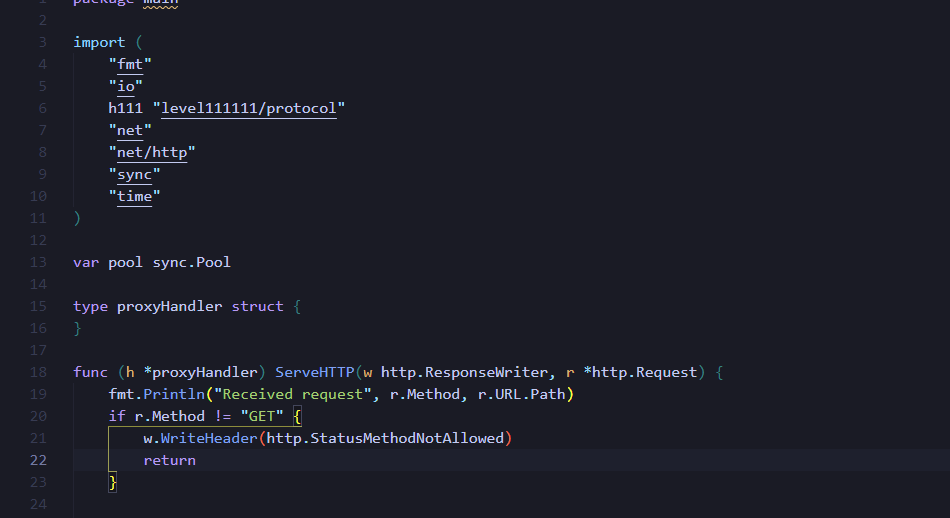 1 package main
2
3 import (
4 "fmt"
5 "io"
6 h111 "level111111/protocol"
7 "net"
8 "net/http"
9 "sync"
10 "time"
11 )
12
13 var pool sync.Pool
14
15 type proxyHandler struct {
16 }
17
18 func (h *proxyHandler) ServeHTTP(w http.ResponseWriter, r *http.Request) {
19 fmt.Println("Received request", r.Method, r.URL.Path)
20 if r.Method != "GET" {
21 w.WriteHeader(http.StatusMethodNotAllowed)
22 return
23 }
24